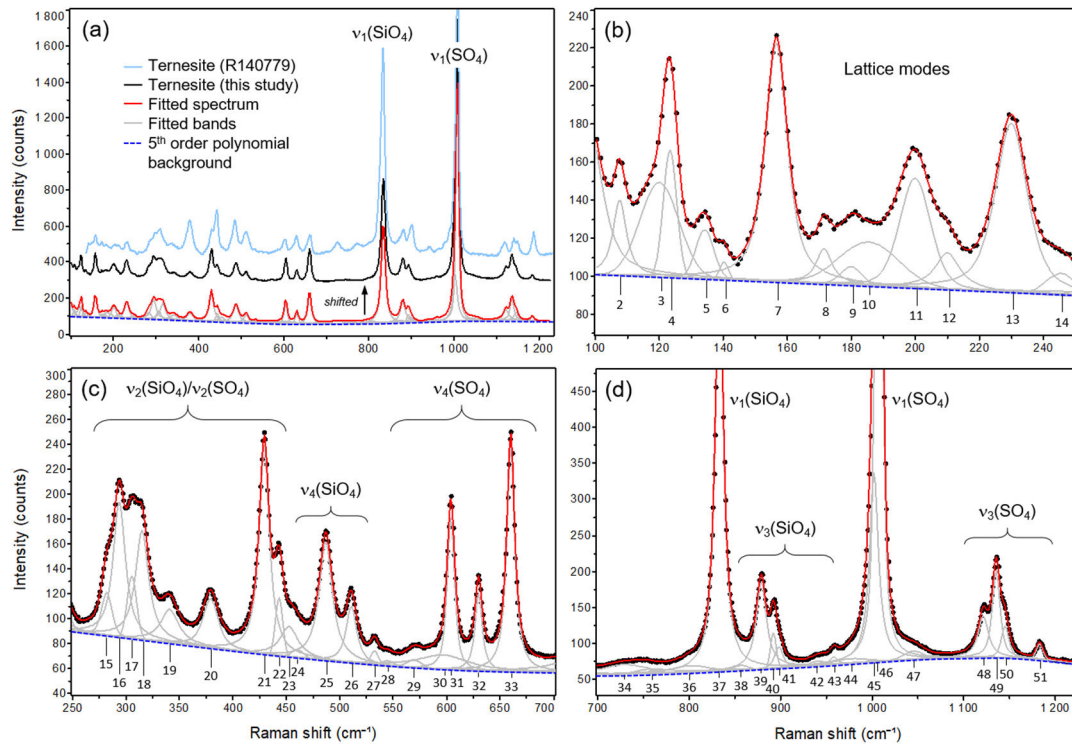 (a)
ν1(SiO4)
ν1(SO4)
Ternesite (R140779)
Ternesite (this study)
Fitted spectrum
Fitted bands
5th order polynomial
background
shifted
Intensity (counts)
1 800
1 600
1 400
1 200
1 000
800
600
400
200
0
200 400 600 800 1 000 1 200
(b)
Lattice modes
240
220
200
180
160
140
120
100
80
2 3 4 5 6 7 8 9 10 11 12 13 14
100 120 140 160 180 200 220 240
(c)
ν2(SiO4)/ν2(SO4)
ν4(SO4)
ν4(SiO4)
Intensity (counts)
300
280
260
240
220
200
180
160
140
120
100
80
60
40
15 16 17 18 19 20 21 22 23 24 25 26 27 28 29 30 31 32 33
250 300 350 400 450 500 550 600 650 700
Raman shift (cm⁻¹)
(d)
ν1(SiO4)
ν1(SO4)
ν3(SiO4)
ν3(SO4)
450
400
350
300
250
200
150
100
50
34 35 36 37 38 39 40 41 42 43 44 45 46 47 48 49 50 51
700 800 900 1 000 1 100 1 200
Raman shift (cm⁻¹)